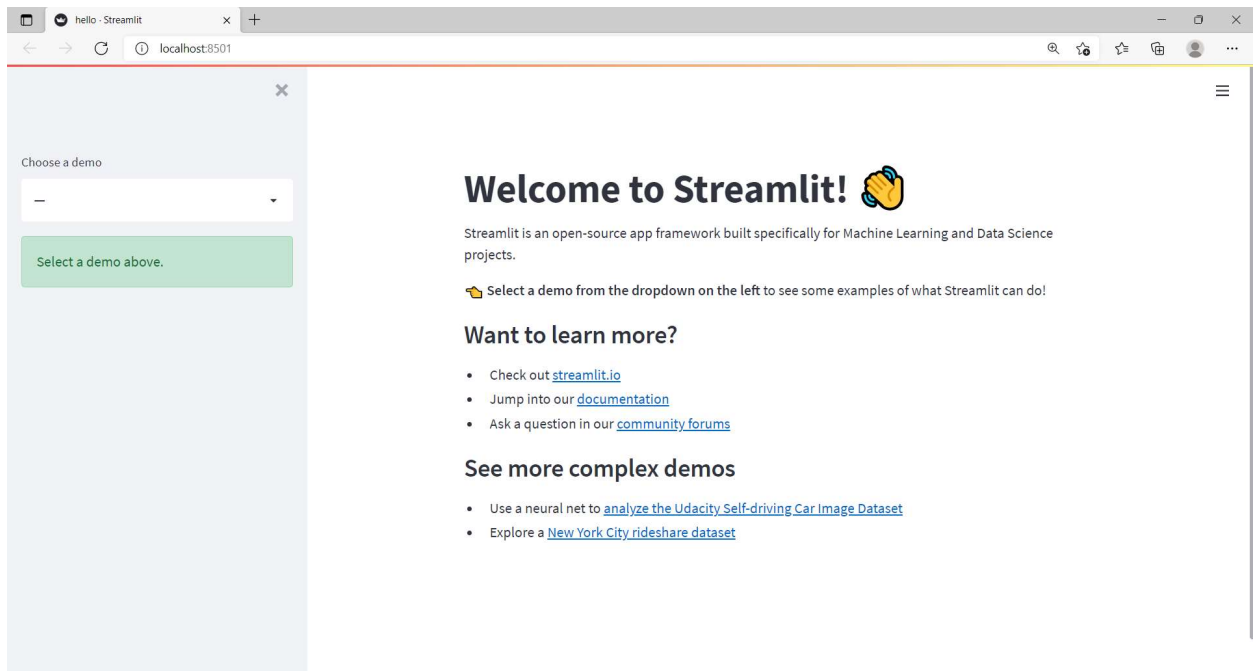 hello · Streamlit
localhost:8501
Choose a demo
—
Select a demo above.
Welcome to Streamlit! 👋
Streamlit is an open-source app framework built specifically for Machine Learning and Data Science
projects.
👈 Select a demo from the dropdown on the left to see some examples of what Streamlit can do!
Want to learn more?
• Check out streamlit.io
• Jump into our documentation
• Ask a question in our community forums
See more complex demos
• Use a neural net to analyze the Udacity Self-driving Car Image Dataset
• Explore a New York City rideshare dataset